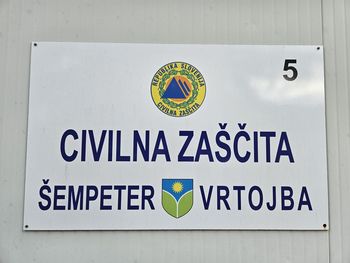 5
REPUBLIKA SLOVENIJA
CIVILNA ZAŠČITA
CIVILNA ZAŠČITA
ŠEMPETER VRTOJBA